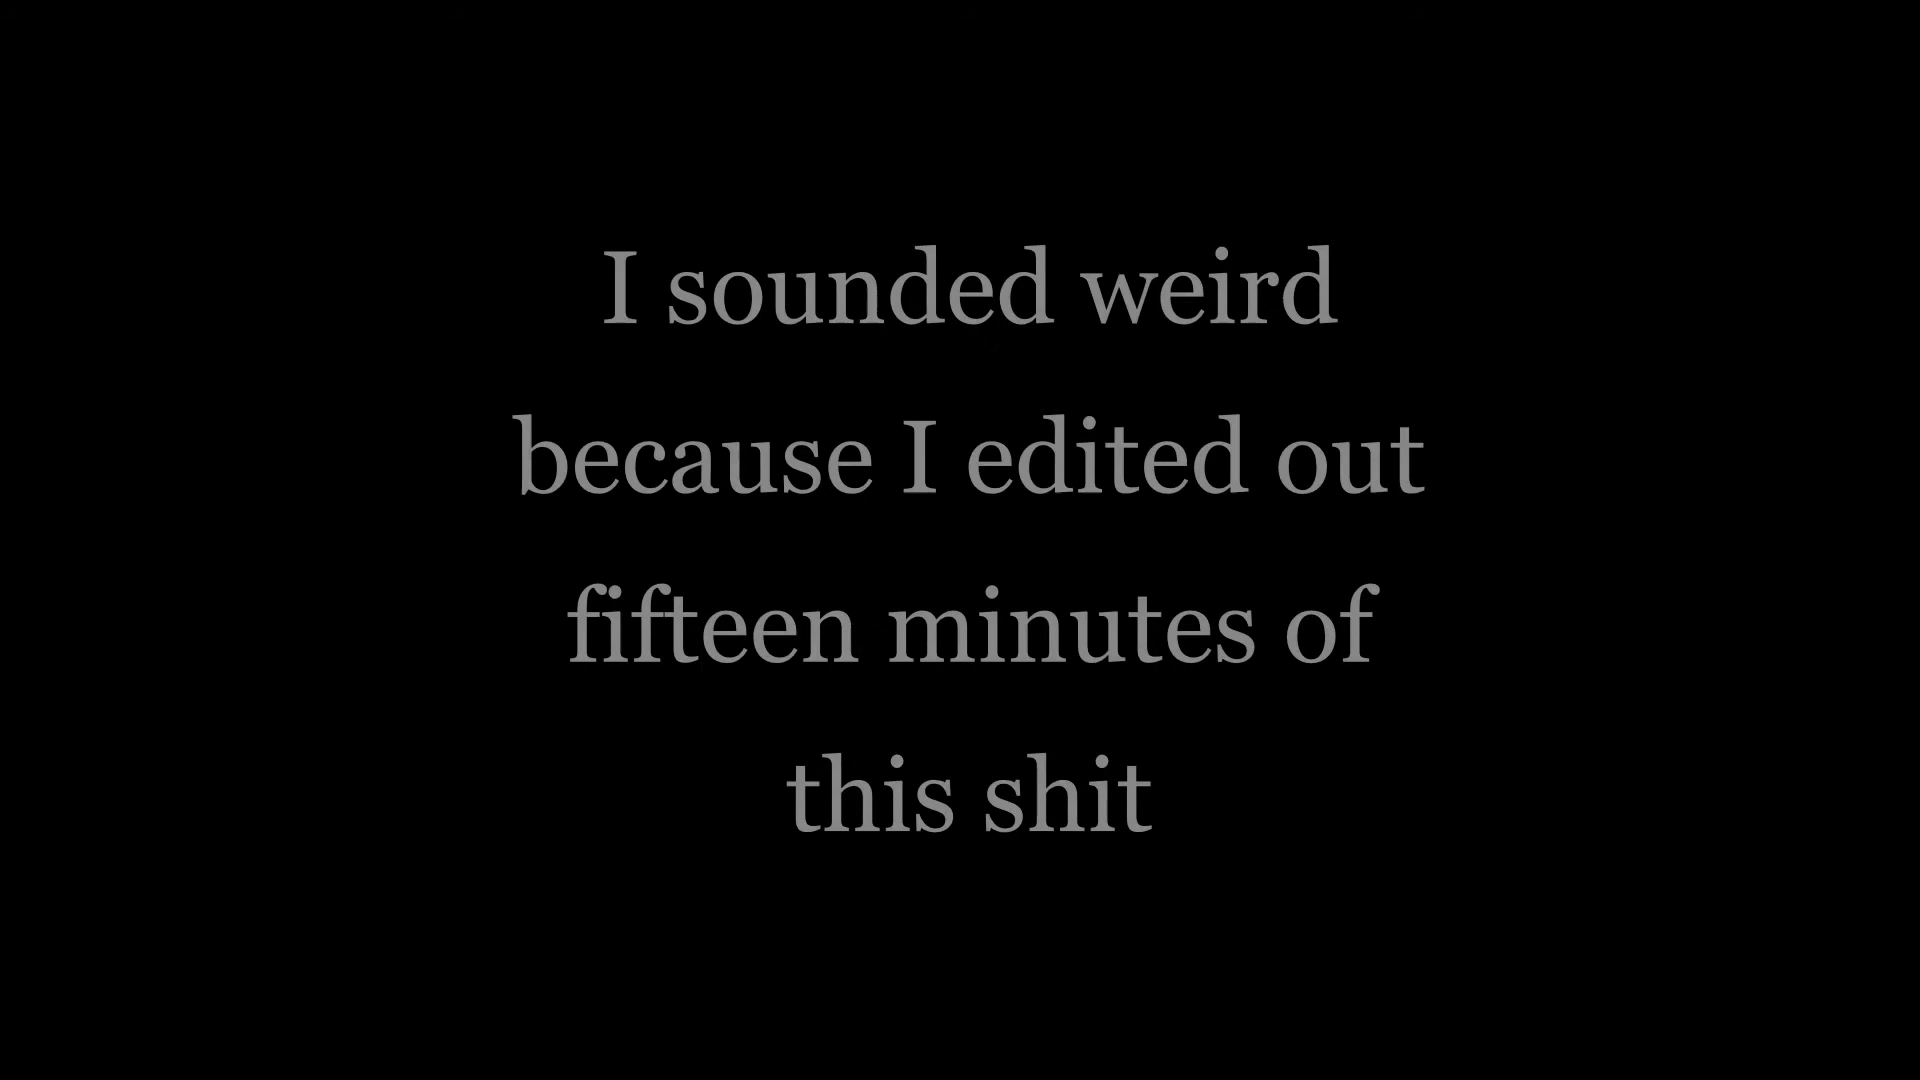 I sounded weird
because I edited out
fifteen minutes of
this shit